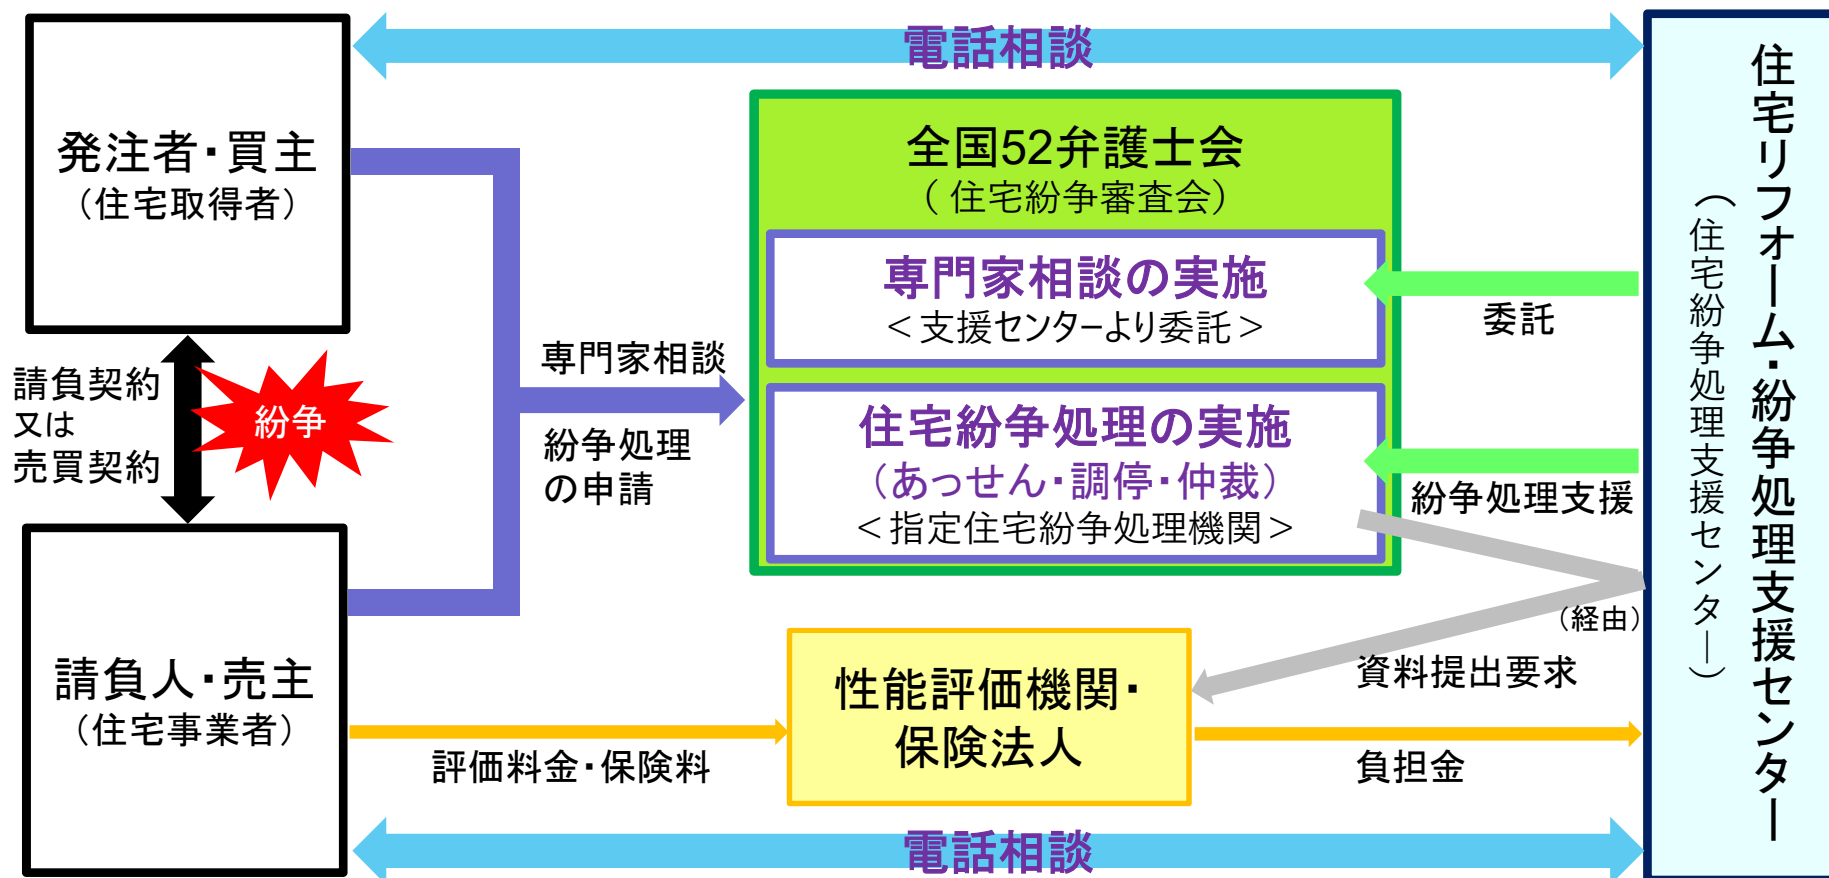 電話相談
発注者・買主
（住宅取得者）
請負契約
又は
売買契約
紛争
請負人・売主
（住宅事業者）
専門家相談
紛争処理
の申請
全国52弁護士会
（ 住宅紛争審査会）
専門家相談の実施
＜支援センターより委託＞
住宅紛争処理の実施
（あっせん・調停・仲裁）
＜指定住宅紛争処理機関＞
委託
紛争処理支援
（経由）
資料提出要求
性能評価機関・
保険法人
評価料金・保険料
負担金
電話相談
住宅リフォーム・紛争処理支援センター
（住宅紛争処理支援センター）